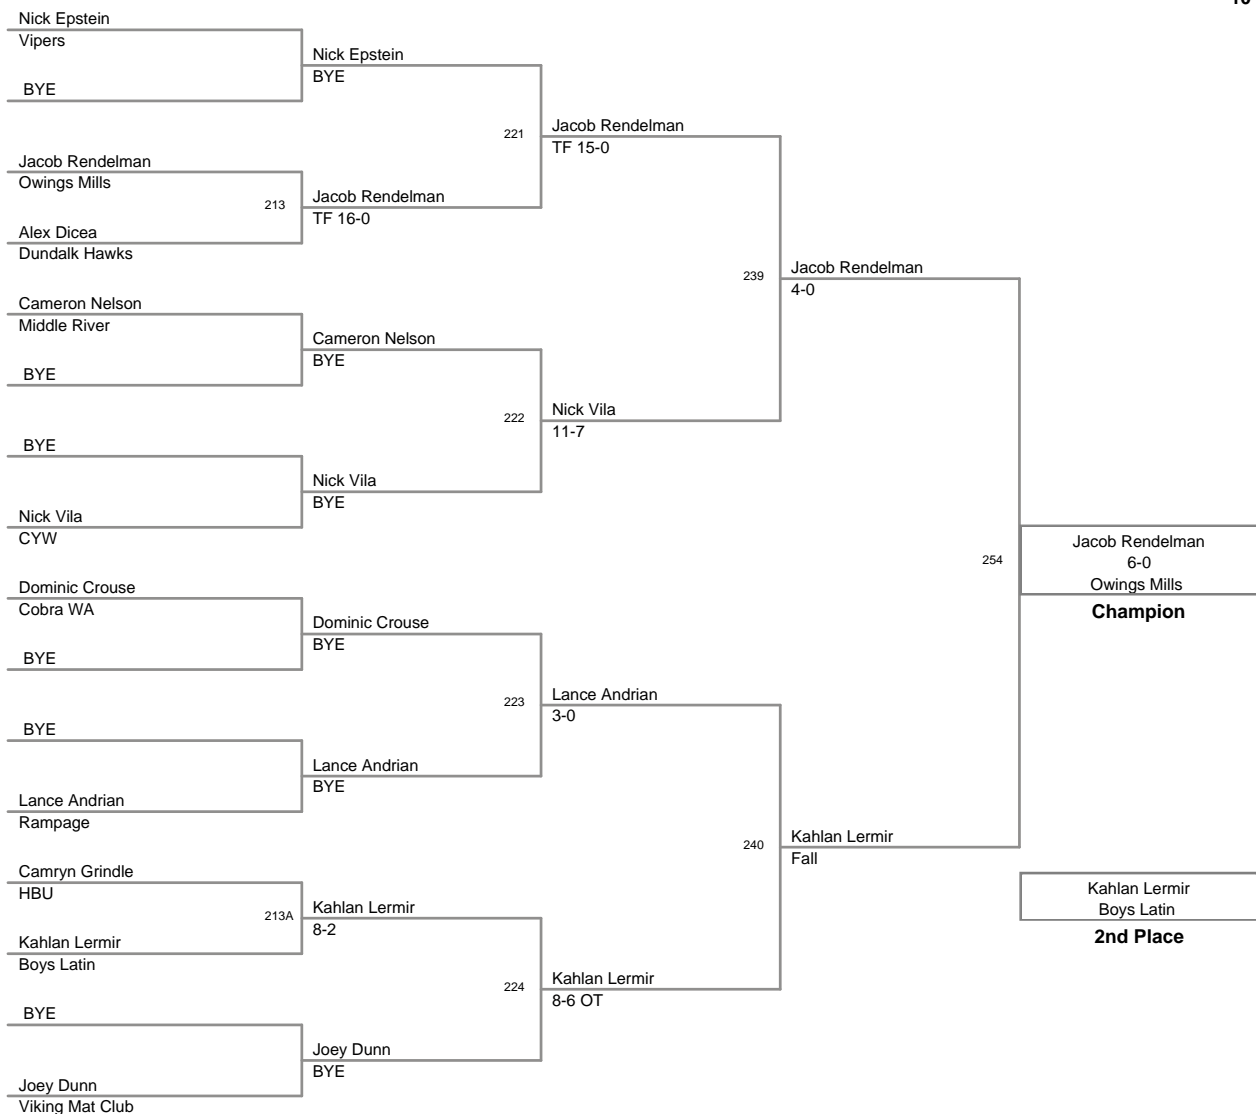 Nick Epstein
Vipers
BYE
Jacob Rendelman
Owings Mills
Alex Dicea
Dundalk Hawks
Cameron Nelson
Middle River
BYE
BYE
Nick Vila
CYW
Dominic Crouse
Cobra WA
BYE
BYE
Lance Andrian
Rampage
Camryn Grindle
HBU
Kahlan Lermir
Boys Latin
BYE
Joey Dunn
Viking Mat Club
213
213A
Nick Epstein
BYE
Jacob Rendelman
TF 16-0
Cameron Nelson
BYE
Nick Vila
BYE
Dominic Crouse
BYE
Lance Andrian
BYE
Kahlan Lermir
8-2
Joey Dunn
BYE
221
222
223
224
Jacob Rendelman
TF 15-0
Nick Vila
11-7
Lance Andrian
3-0
Kahlan Lermir
8-6 OT
239
240
Jacob Rendelman
4-0
Kahlan Lermir
Fall
254
Jacob Rendelman
6-0
Owings Mills
Champion
Kahlan Lermir
Boys Latin
2nd Place